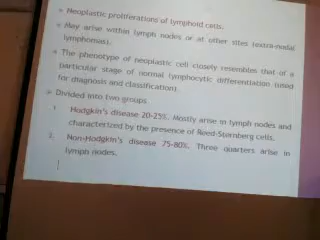 Neoplastic proliferations of lymphoid cells.
May arise within lymph nodes or at other sites (extra-nodal
lymphomas).
The phenotype of neoplastic cell closely resembles that of a
particular stage of normal lymphocytic differentiation (used
for diagnosis and classification).
Divided into two groups
1. Hodgkin's disease 20-25%. Mostly arise in lymph nodes and
characterized by the presence of Reed-Sternberg cells.
2. Non-Hodgkin's disease 75-80%. Three quarters arise in
lymph nodes.